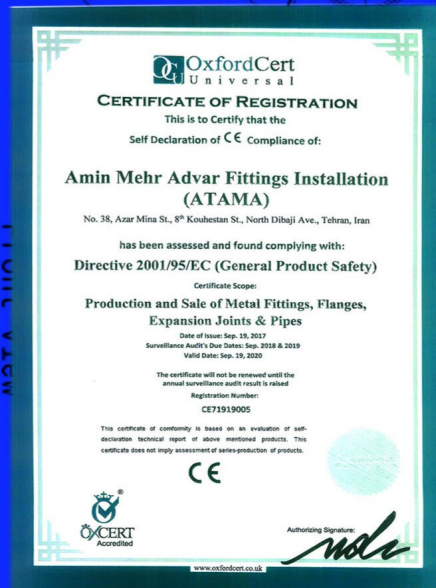 OxfordCert
Universal
CERTIFICATE OF REGISTRATION
This is to Certify that the
Self Declaration of CE Compliance of:
Amin Mehr Advar Fittings Installation
(ATAMA)
No. 38, Azar Mina St., 8th Kouhestan St., North Dibaji Ave., Tehran, Iran
has been assessed and found complying with:
Directive 2001/95/EC (General Product Safety)
Certificate Scope:
Production and Sale of Metal Fittings, Flanges,
Expansion Joints & Pipes
Date of Issue: Sep. 19, 2017
Surveillance Audit's Due Dates: Sep. 2018 & 2019
Valid Date: Sep. 19, 2020
The certificate will not be renewed until the
annual surveillance audit result is raised
Registration Number:
CE71919005
This certificate of conformity is based on an evaluation of self-
declaration technical report of above mentioned products. This
certificate does not imply assessment of series-production of products.
CE
OXCERT
Accredited
Authorizing Signature:
www.oxfordcert.co.uk